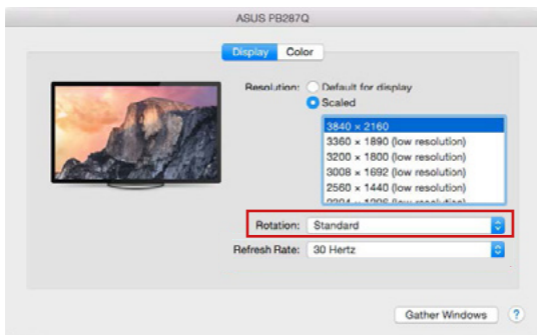 ASUS PB287Q
Display Color
Resolution: Default for display
Scaled
3840 × 2160
3360 × 1890 (low resolution)
3200 × 1800 (low resolution)
3008 × 1692 (low resolution)
2560 × 1440 (low resolution)
Rotation: Standard
Refresh Rate: 30 Hertz
Gather Windows ?